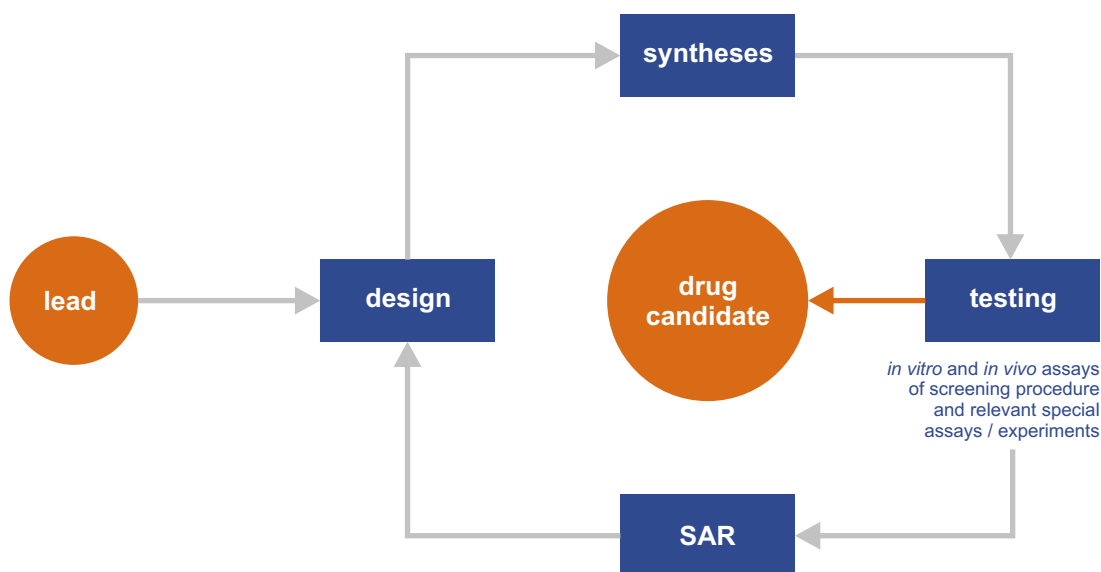 syntheses
lead
design
drug
candidate
testing
in vitro and in vivo assays
of screening procedure
and relevant special
assays / experiments
SAR